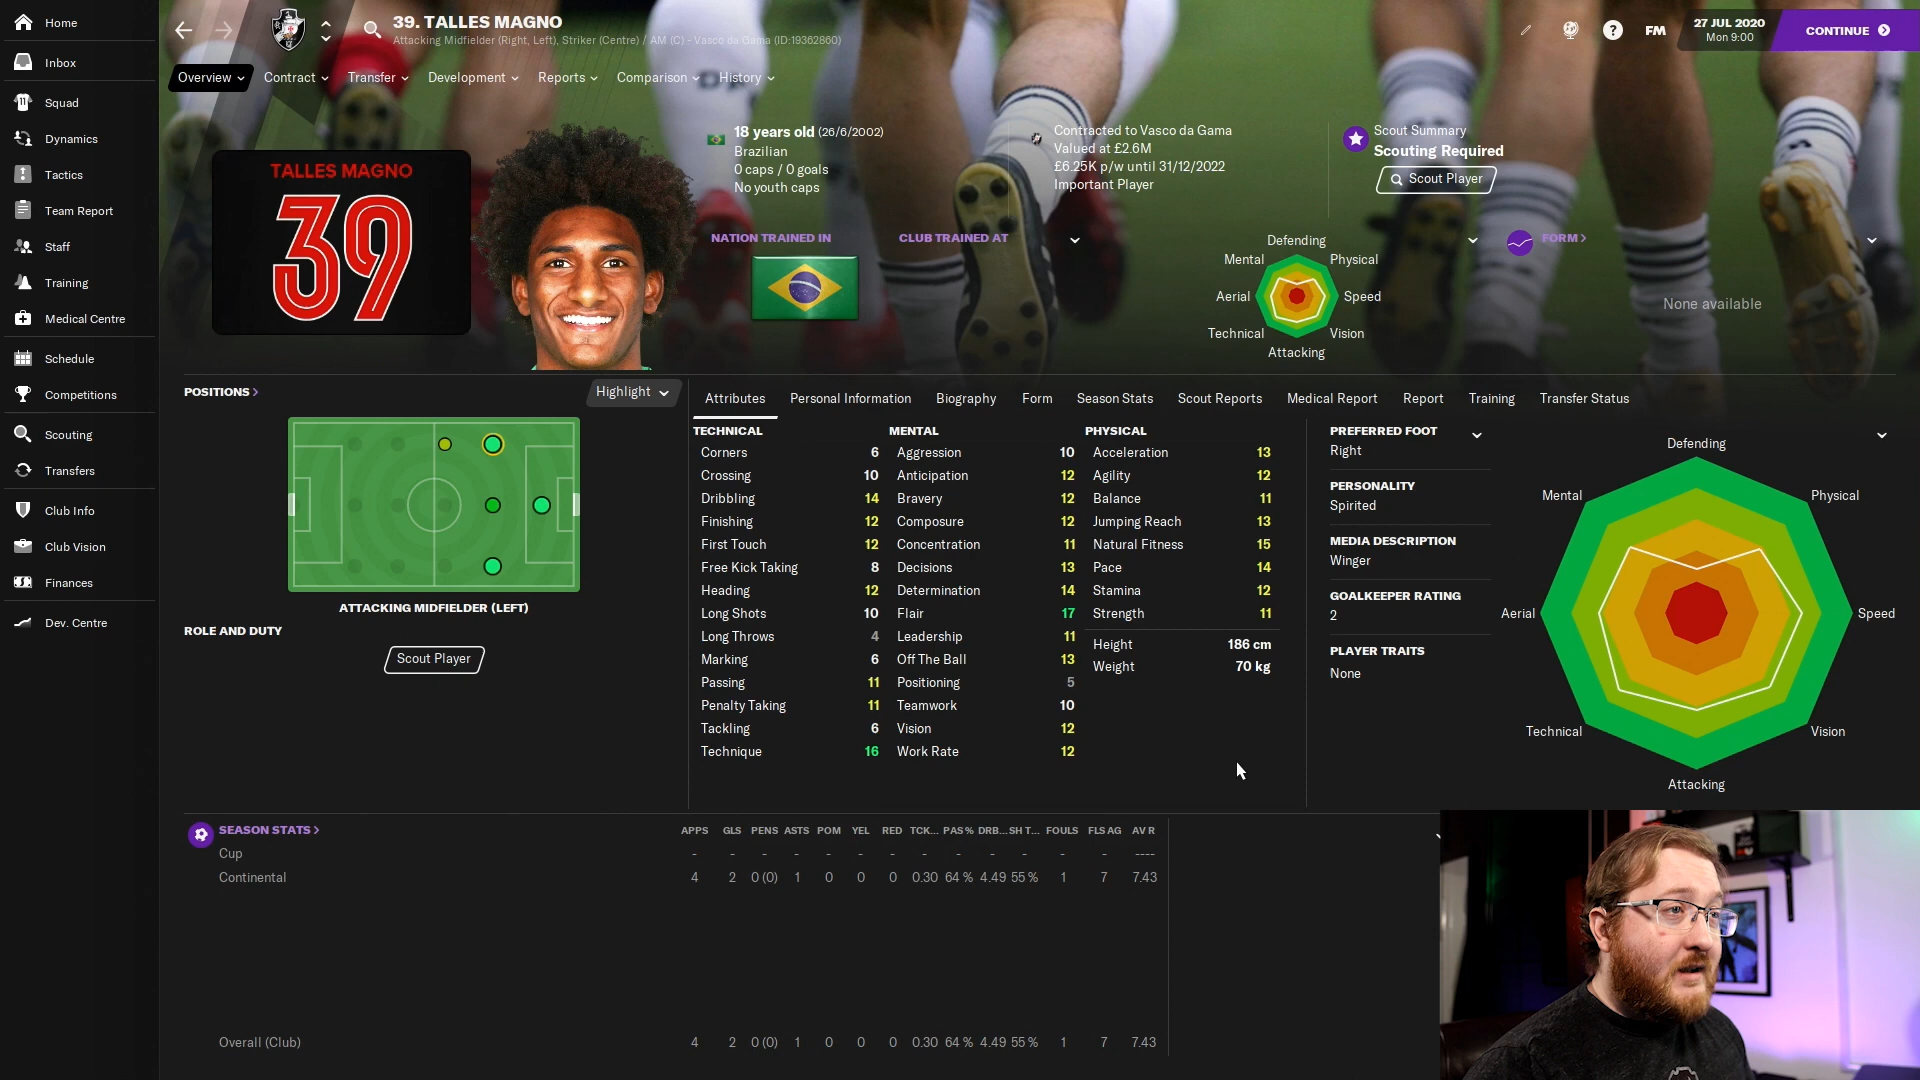 Home
Inbox
Squad
Dynamics
Tactics
Team Report
Staff
Training
Medical Centre
Schedule
Competitions
Scouting
Transfers
Club Info
Club Vision
Finances
Dev. Centre
39. TALLES MAGNO
Attacking Midfielder (Right, Left), Striker (Centre) / AM (C) - Vasco da Gama (ID:19362860)
FM
27 JUL 2020
Mon 9:00
CONTINUE
Overview
Contract
Transfer
Development
Reports
Comparison
History
TALLES MAGNO
39
18 years old (26/6/2002)
Brazilian
0 caps / 0 goals
No youth caps
Contracted to Vasco da Gama
Valued at £2.6M
£6.25K p/w until 31/12/2022
Important Player
Scout Summary
Scouting Required
Scout Player
NATION TRAINED IN
CLUB TRAINED AT
Defending
Mental
Physical
Aerial
Speed
Technical
Vision
Attacking
FORM >
None available
POSITIONS >
Highlight
ATTACKING MIDFIELDER (LEFT)
ROLE AND DUTY
Scout Player
Attributes
Personal Information
Biography
Form
Season Stats
Scout Reports
Medical Report
Report
Training
Transfer Status
TECHNICAL
Corners 6
Crossing 10
Dribbling 14
Finishing 12
First Touch 12
Free Kick Taking 8
Heading 12
Long Shots 10
Long Throws 4
Marking 6
Passing 11
Penalty Taking 11
Tackling 6
Technique 16
MENTAL
Aggression 10
Anticipation 12
Bravery 12
Composure 12
Concentration 11
Decisions 13
Determination 14
Flair 17
Leadership 11
Off The Ball 13
Positioning 5
Teamwork 10
Vision 12
Work Rate 12
PHYSICAL
Acceleration 13
Agility 12
Balance 11
Jumping Reach 13
Natural Fitness 15
Pace 14
Stamina 12
Strength 11
Height 186 cm
Weight 70 kg
PREFERRED FOOT
Right
PERSONALITY
Spirited
MEDIA DESCRIPTION
Winger
GOALKEEPER RATING
2
PLAYER TRAITS
None
Defending
Mental
Physical
Aerial
Speed
Technical
Vision
Attacking
SEASON STATS >
APPS GLS PENS ASTS POM YEL RED TCK... PAS % DRB... SH T... FOULS FLS AG AV R
Cup - - - - - - - - - - - - - ----
Continental 4 2 0 (0) 1 0 0 0 0.30 64 % 4.49 55 % 1 7 7.43
Overall (Club) 4 2 0 (0) 1 0 0 0 0.30 64 % 4.49 55 % 1 7 7.43